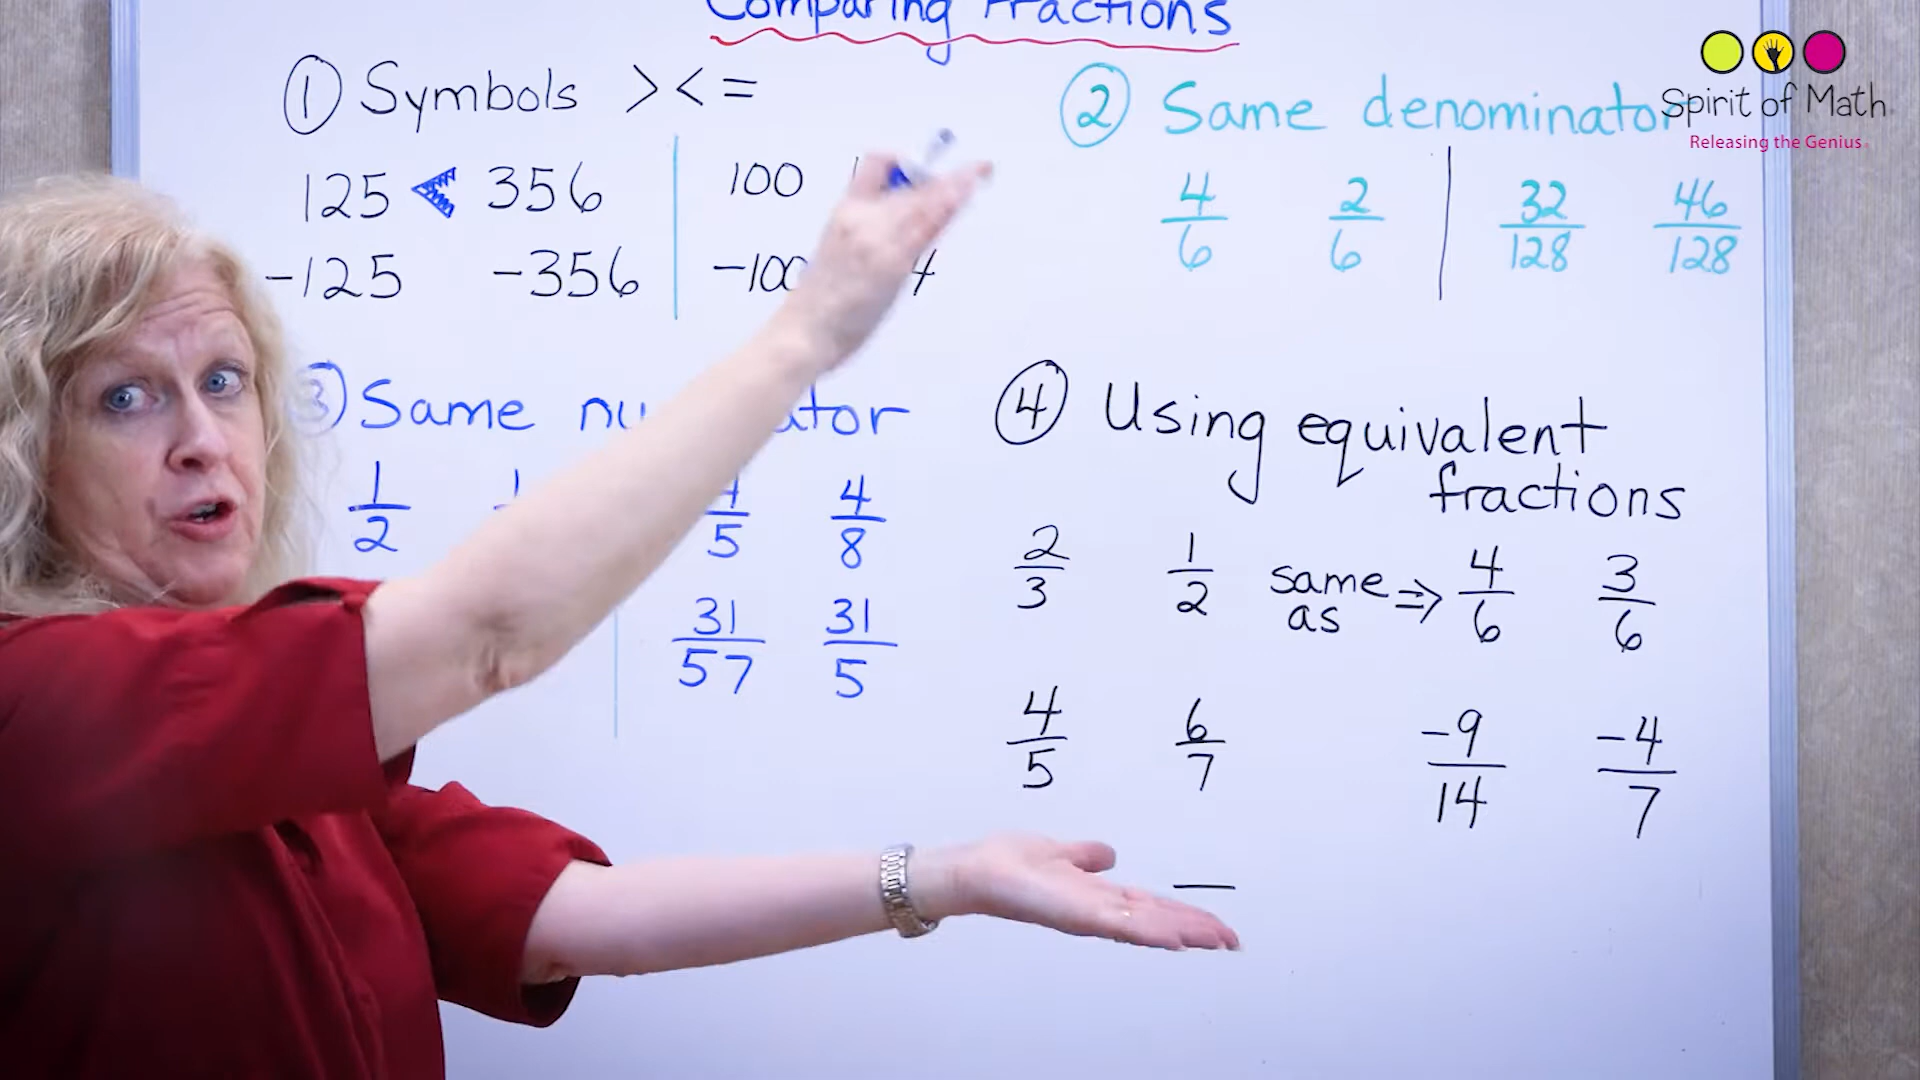 Comparing Fractions
① Symbols > < =
125 < 356
100
-125 -356
-100
② Same denominator
4/6 2/6
32/128 46/128
③ Same
1/2
4/5 4/8
31/57 31/5
④ Using equivalent
fractions
2/3 1/2 same as ⇒ 4/6 3/6
4/5 6/7
-9/14 -4/7
Spirit of Math
Releasing the Genius